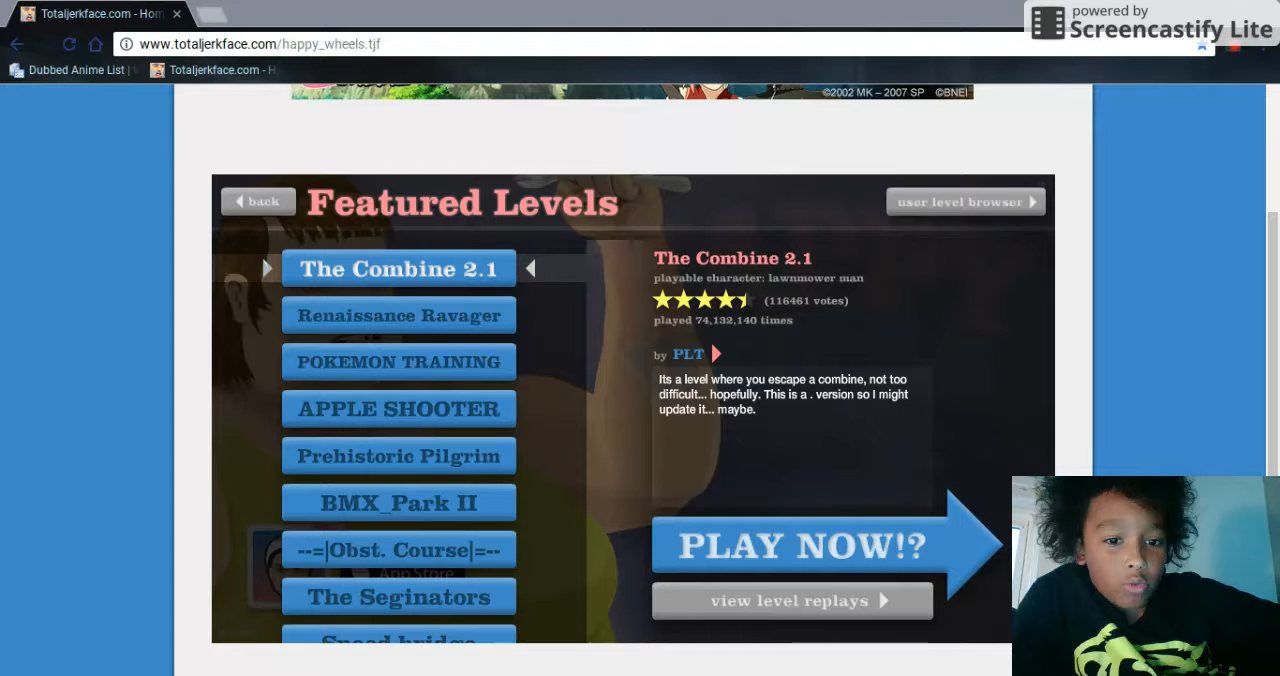 Totaljerkface.com - Hom
powered by
Screencastify Lite
www.totaljerkface.com/happy_wheels.tjf
Dubbed Anime List |
Totaljerkface.com - H
©2002 MK – 2007 SP ©BNEI
back
Featured Levels
user level browser
The Combine 2.1
Renaissance Ravager
POKEMON TRAINING
APPLE SHOOTER
Prehistoric Pilgrim
BMX_Park II
--=|Obst. Course|=--
App Store
The Seginators
Speed bridge
The Combine 2.1
playable character: lawnmower man
(116461 votes)
played 74,132,140 times
by PLT
Its a level where you escape a combine, not too
difficult... hopefully. This is a . version so I might
update it... maybe.
PLAY NOW!?
view level replays